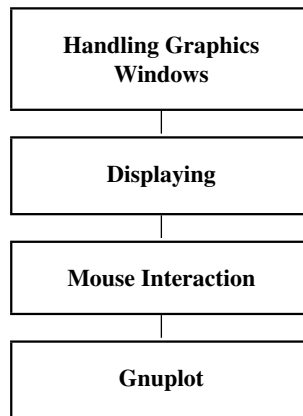 Handling Graphics
Windows
Displaying
Mouse Interaction
Gnuplot